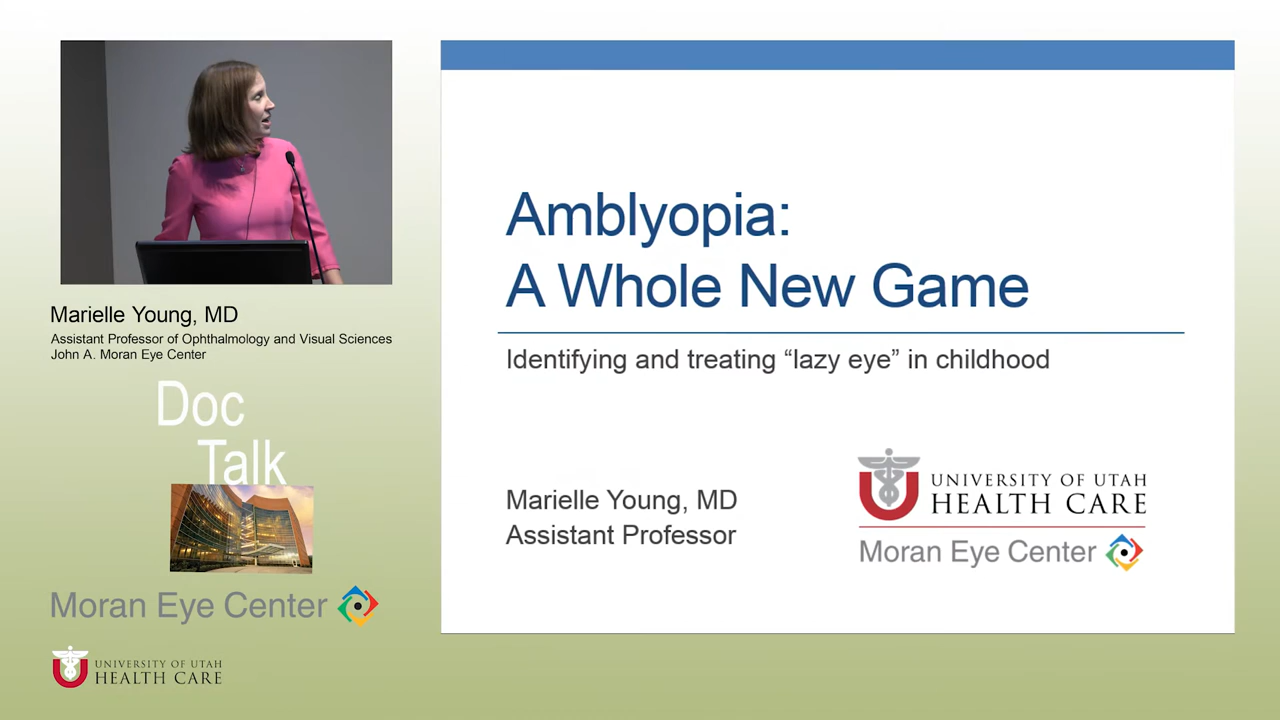 Marielle Young, MD
Assistant Professor of Ophthalmology and Visual Sciences
John A. Moran Eye Center
Doc
Talk
Moran Eye Center
UNIVERSITY OF UTAH
HEALTH CARE
Amblyopia:
A Whole New Game
Identifying and treating “lazy eye” in childhood
Marielle Young, MD
Assistant Professor
UNIVERSITY OF UTAH
HEALTH CARE
Moran Eye Center